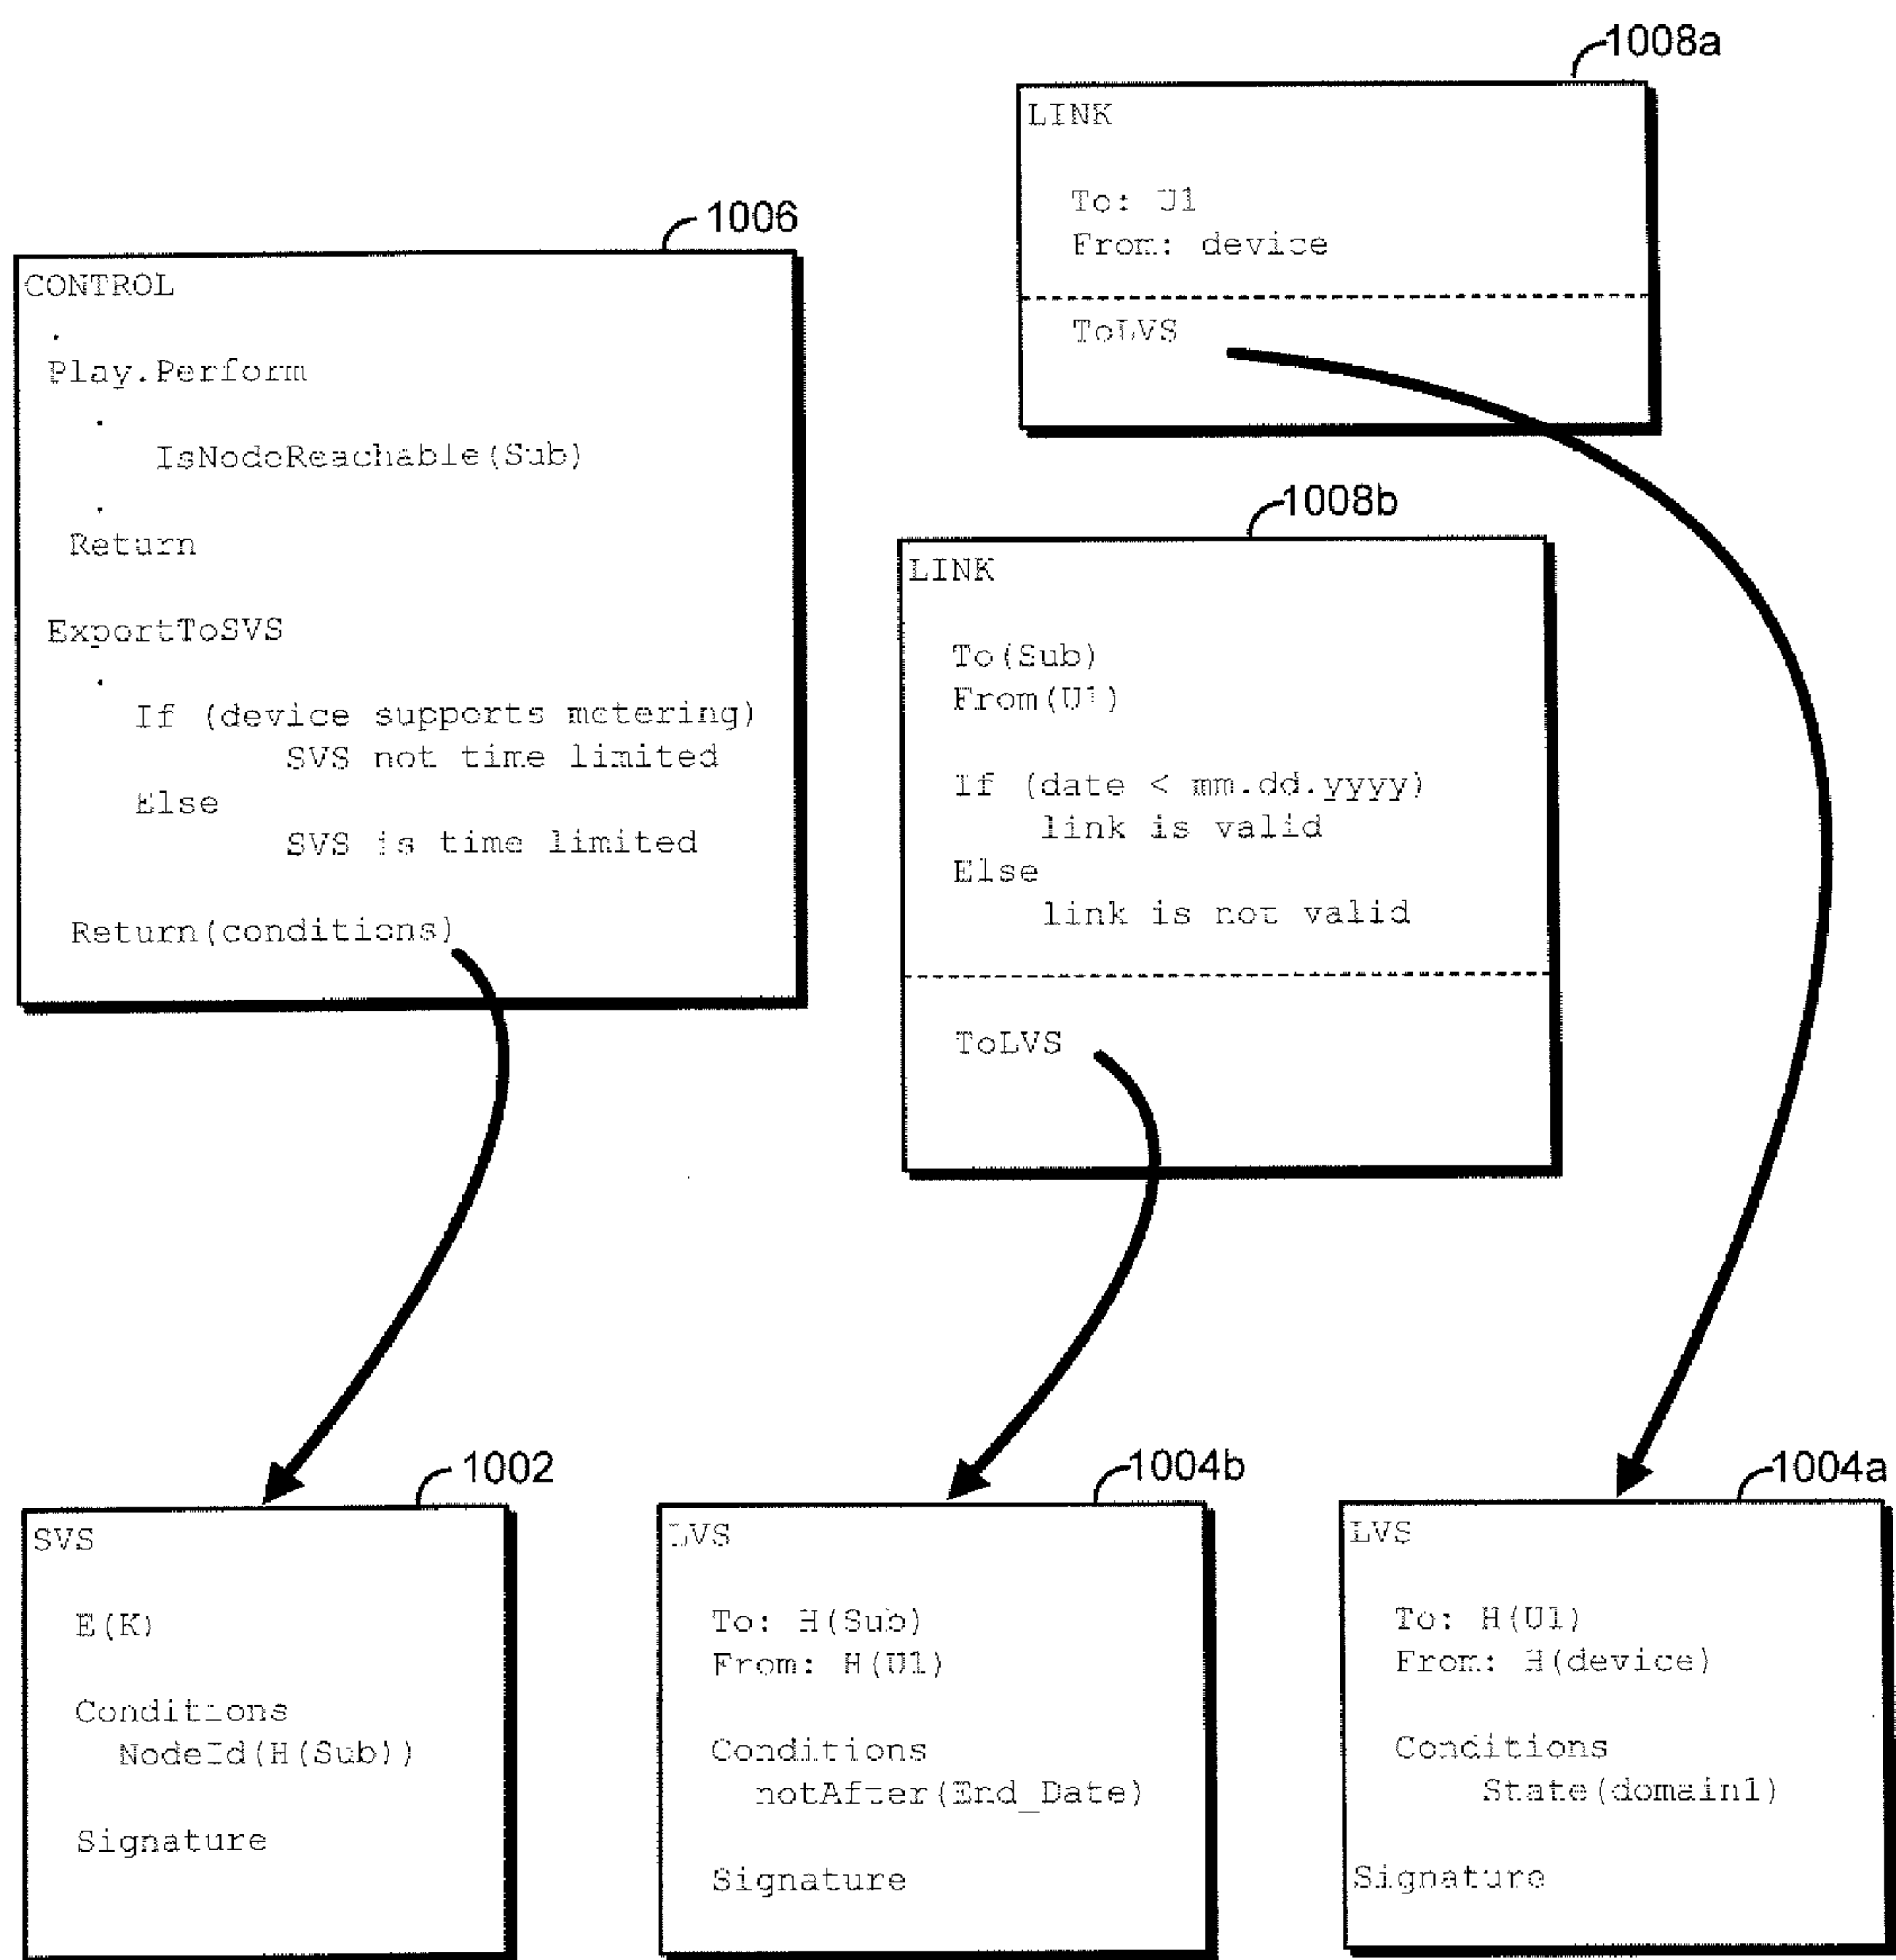 1008a
LINK
To: U1
From: device
ToLVS
1006
CONTROL
.
Play.Perform
.
IsNodeReachable(Sub)
.
Return
ExportToSVS
.
If (device supports metering)
SVS not time limited
Else
SVS is time limited
Return(conditions)
1008b
LINK
To(Sub)
From(U1)
If (date < mm.dd.yyyy)
link is valid
Else
link is not valid
ToLVS
1002
SVS
E(K)
Conditions
NodeId(H(Sub))
Signature
1004b
LVS
To: H(Sub)
From: H(U1)
Conditions
notAfter(End_Date)
Signature
1004a
LVS
To: H(U1)
From: H(device)
Conditions
State(domain1)
Signature